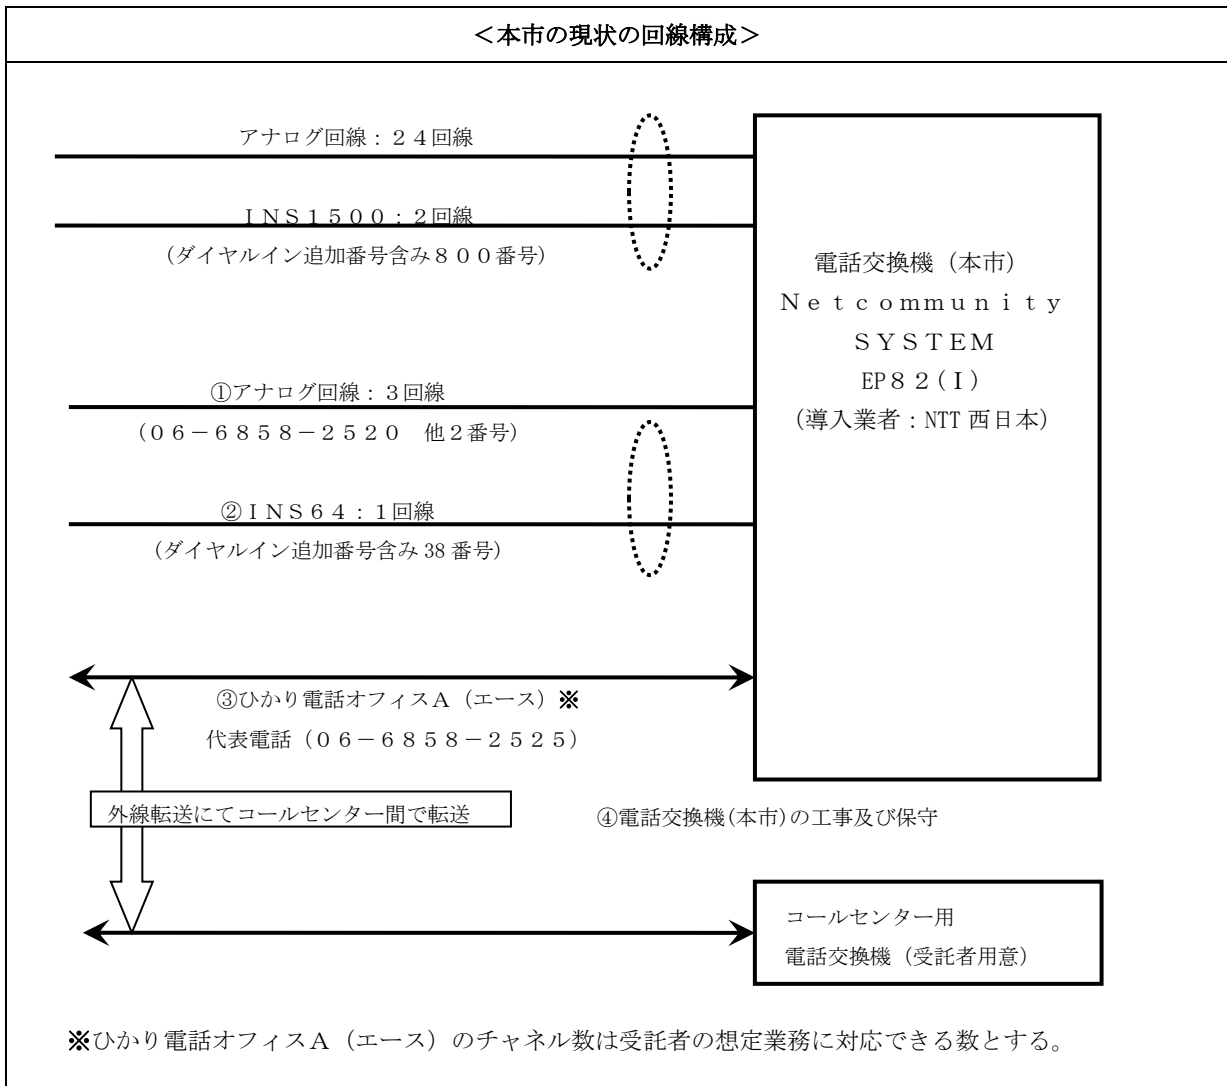 ＜本市の現状の回線構成＞
アナログ回線：２４回線
ＩＮＳ１５００：２回線
（ダイヤルイン追加番号含み８００番号）
電話交換機（本市）
Ｎｅｔｃｏｍｍｕｎｉｔｙ
ＳＹＳＴＥＭ
EP８２(Ｉ)
（導入業者：NTT 西日本）
①アナログ回線：３回線
（０６－６８５８－２５２０　他２番号）
②ＩＮＳ６４：１回線
（ダイヤルイン追加番号含み 38 番号）
③ひかり電話オフィスＡ（エース）※
代表電話（０６－６８５８－２５２５）
外線転送にてコールセンター間で転送
④電話交換機(本市)の工事及び保守
コールセンター用
電話交換機（受託者用意）
※ひかり電話オフィスＡ（エース）のチャネル数は受託者の想定業務に対応できる数とする。